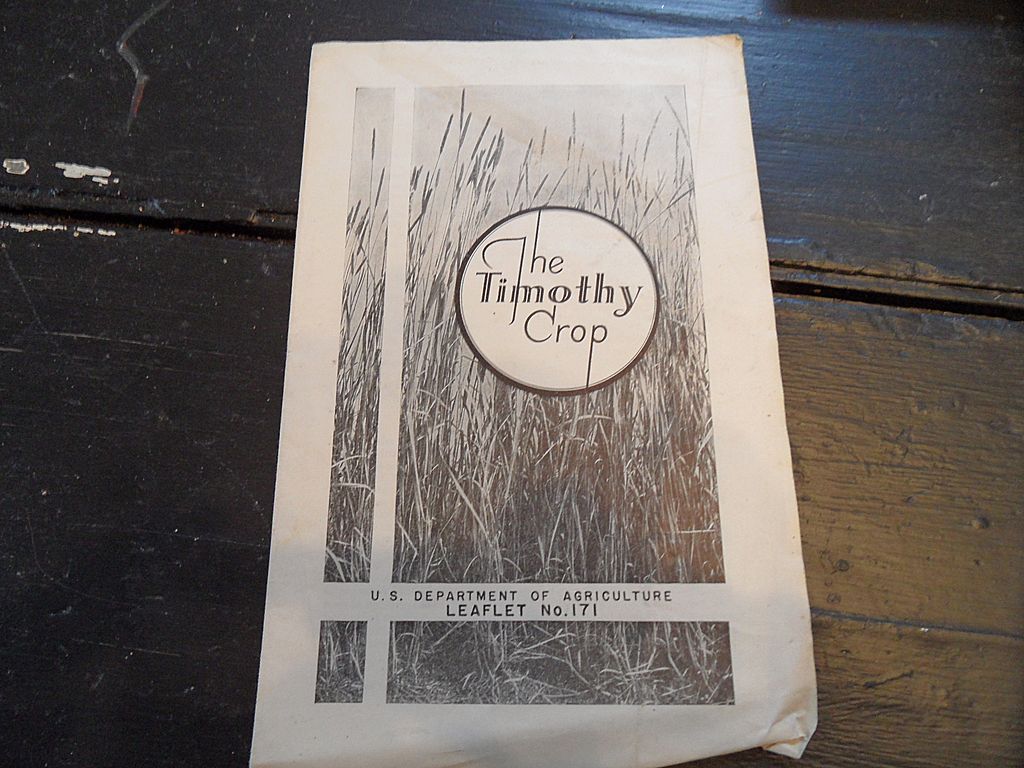 The
Timothy
Crop
U.S. DEPARTMENT OF AGRICULTURE
LEAFLET No.171